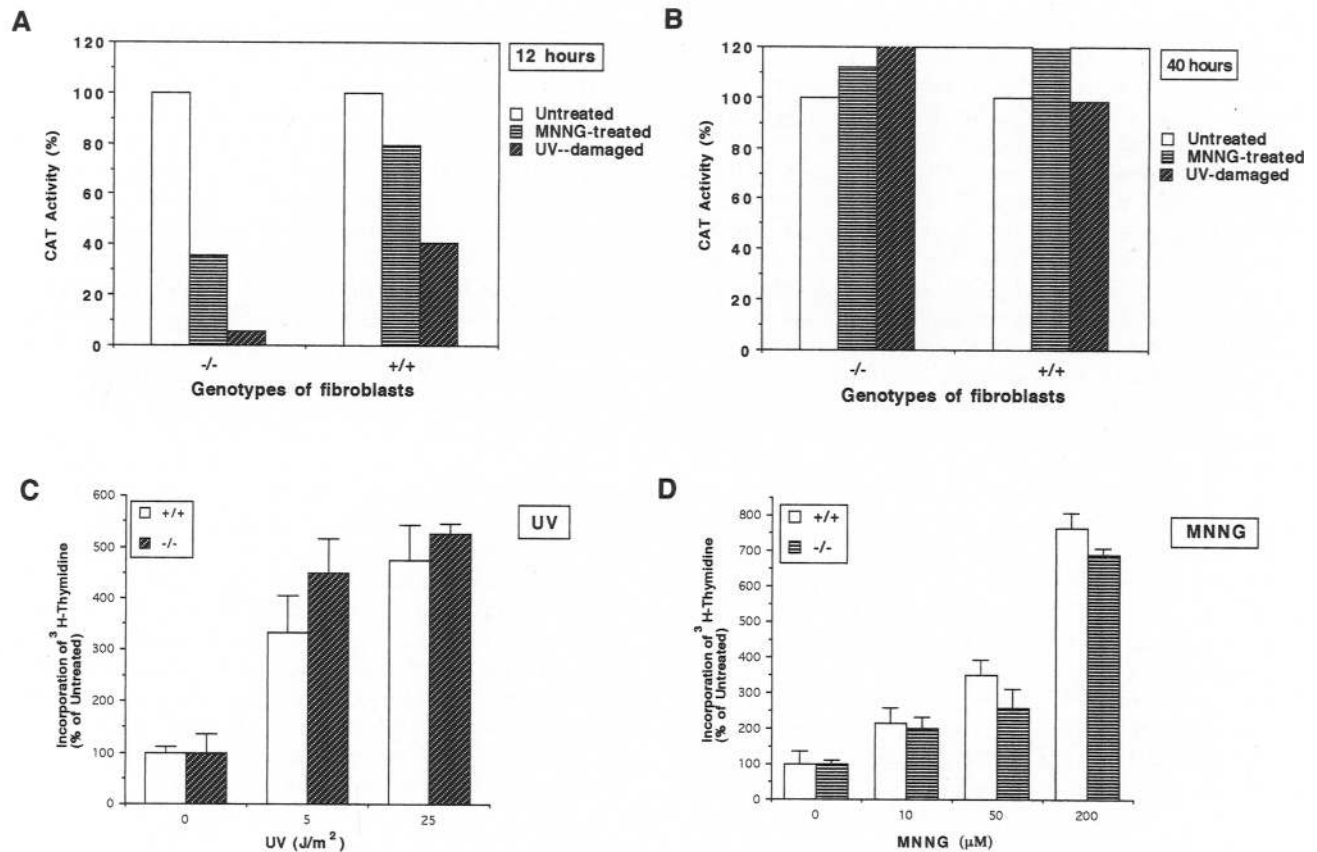 A
12 hours
CAT Activity (%)
120
100
80
60
40
20
0
Untreated
MNNG-treated
UV--damaged
-/-
+/+
Genotypes of fibroblasts
B
40 hours
CAT Activity (%)
120
100
80
60
40
20
0
Untreated
MNNG-treated
UV-damaged
-/-
+/+
Genotypes of fibroblasts
C
UV
+/+
-/-
Incorporation of ³H-Thymidine
(% of Untreated)
600
500
400
300
200
100
0
0 5 25
UV (J/m²)
D
MNNG
+/+
-/-
Incorporation of ³H-Thymidine
(% of Untreated)
800
700
600
500
400
300
200
100
0
0 10 50 200
MNNG (µM)